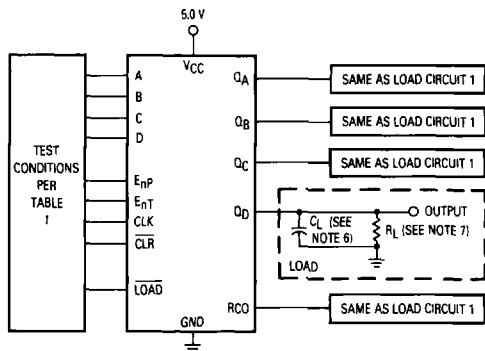 5.0 V
VCC
TEST
CONDITIONS
PER
TABLE
1
A
B
C
D
EnP
EnT
CLK
CLR
LOAD
GND
QA
QB
QC
QD
RCO
SAME AS LOAD CIRCUIT 1
SAME AS LOAD CIRCUIT 1
SAME AS LOAD CIRCUIT 1
OUTPUT
CL (SEE
NOTE 6)
RL (SEE NOTE 7)
LOAD
SAME AS LOAD CIRCUIT 1